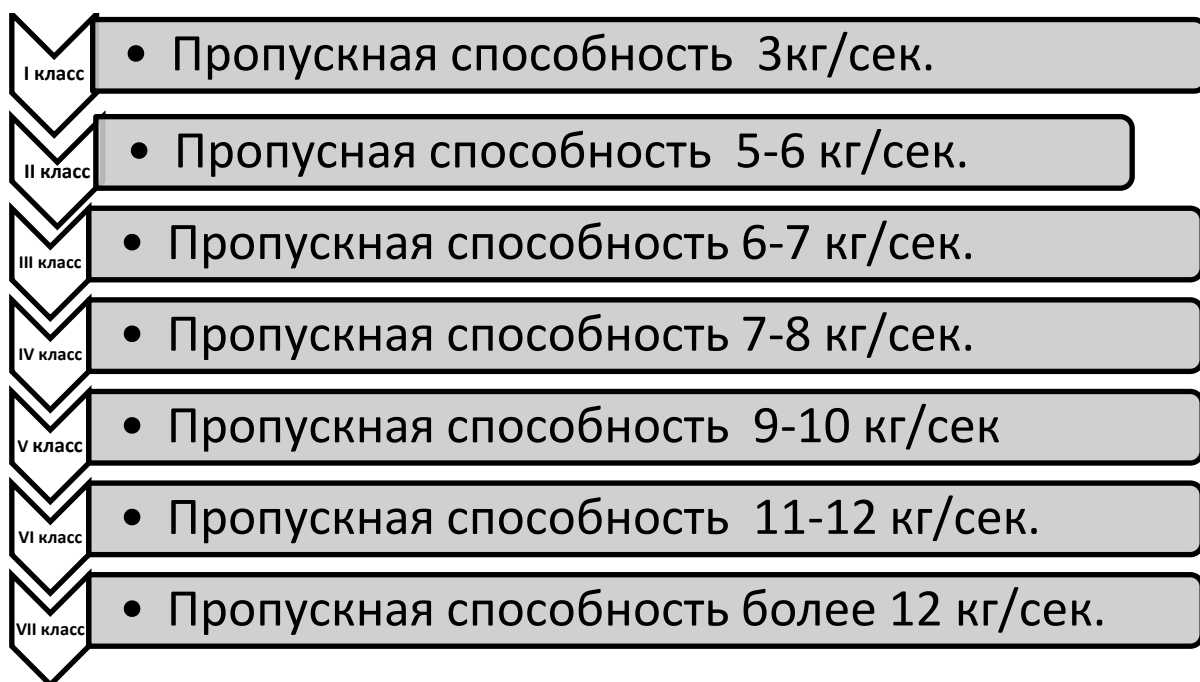 I класс
• Пропускная способность 3кг/сек.
II класс
• Пропусная способность 5-6 кг/сек.
III класс
• Пропускная способность 6-7 кг/сек.
IV класс
• Пропускная способность 7-8 кг/сек.
V класс
• Пропускная способность 9-10 кг/сек
VI класс
• Пропускная способность 11-12 кг/сек.
VII класс
• Пропускная способность более 12 кг/сек.